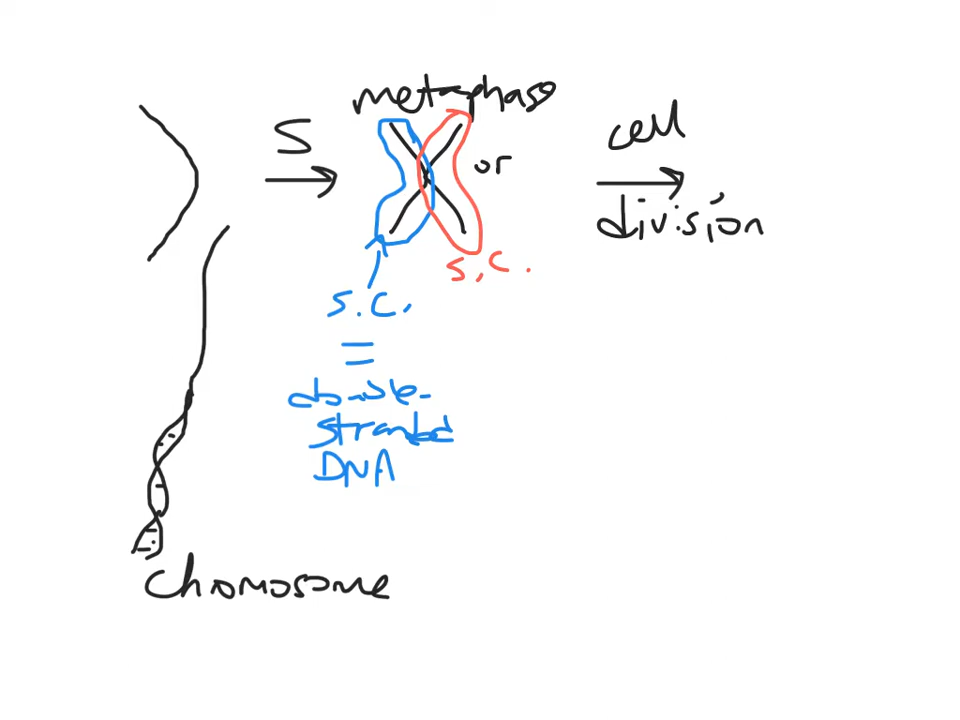 metaphase
S
or
cell
division
S.C.
S.C.
=
double-
stranded
DNA
Chromosome